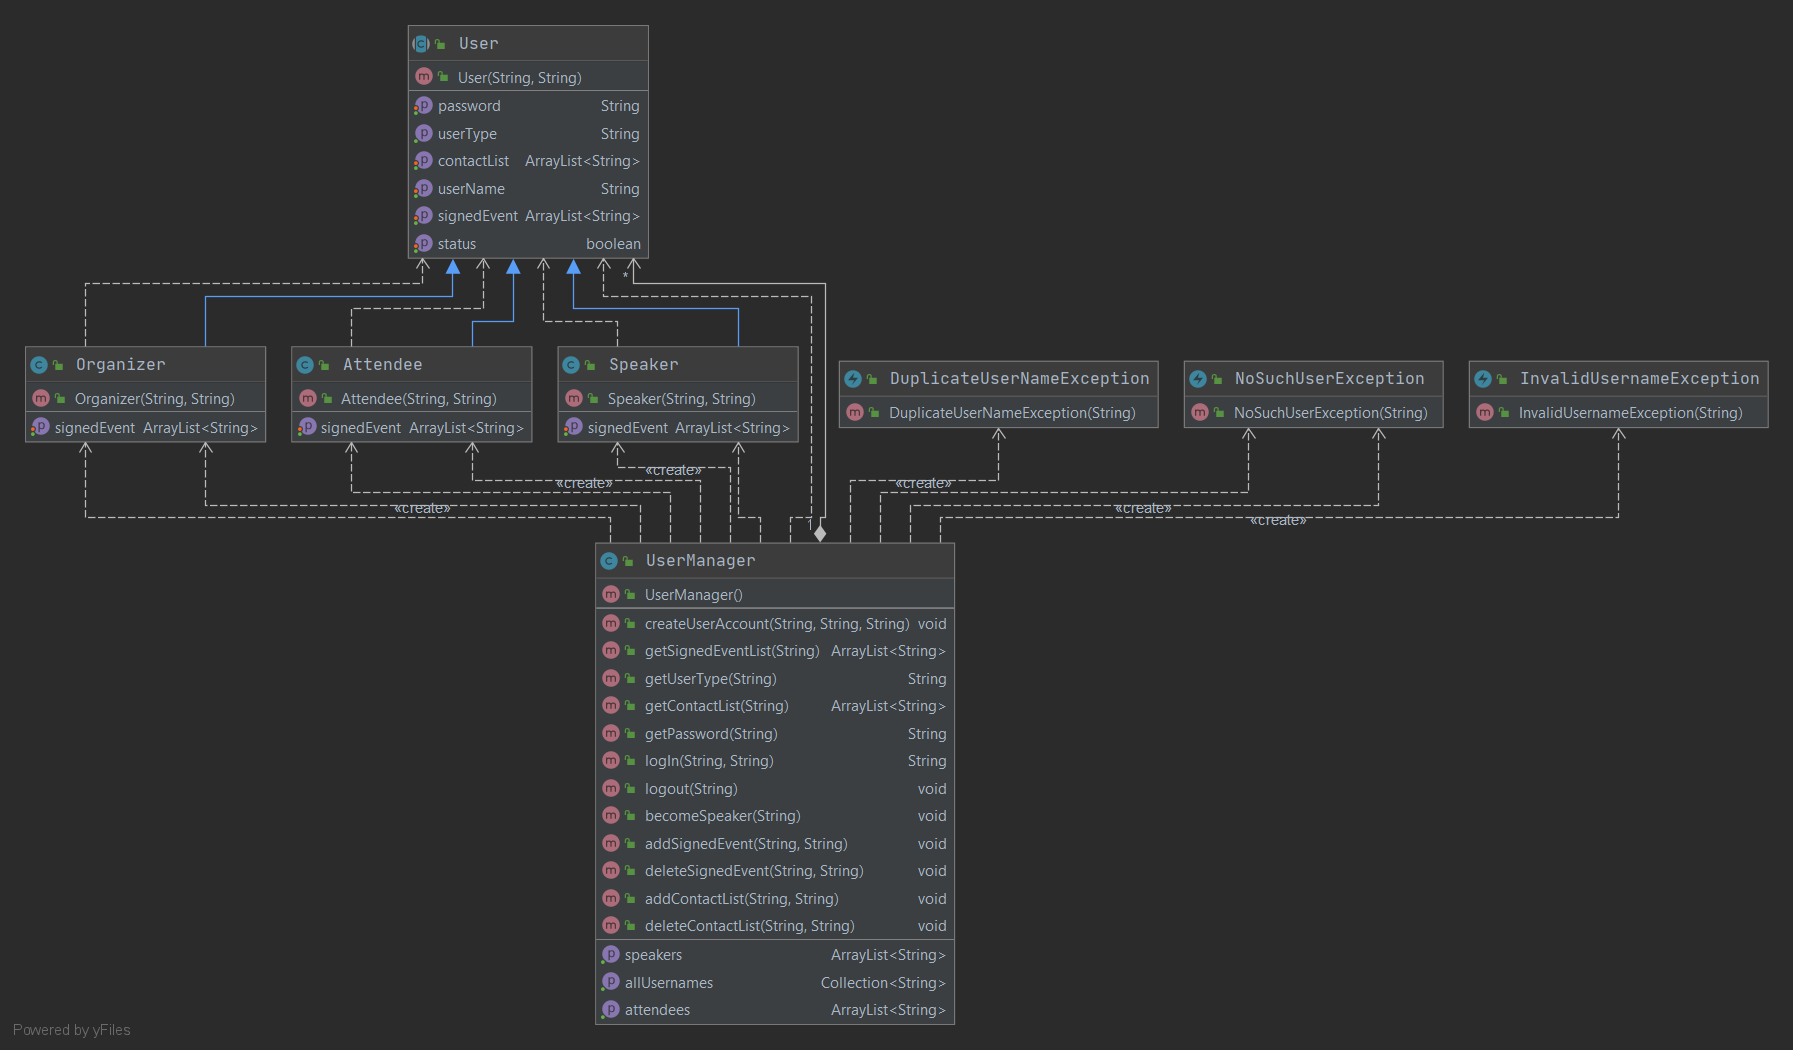 User
User(String, String)
password String
userType String
contactList ArrayList<String>
userName String
signedEvent ArrayList<String>
status boolean
*
Organizer
Organizer(String, String)
signedEvent ArrayList<String>
Attendee
Attendee(String, String)
signedEvent ArrayList<String>
Speaker
Speaker(String, String)
signedEvent ArrayList<String>
DuplicateUserNameException
DuplicateUserNameException(String)
NoSuchUserException
NoSuchUserException(String)
InvalidUsernameException
InvalidUsernameException(String)
«create»
«create»
«create»
«create»
«create»
«create»
1
UserManager
UserManager()
createUserAccount(String, String, String) void
getSignedEventList(String) ArrayList<String>
getUserType(String) String
getContactList(String) ArrayList<String>
getPassword(String) String
logIn(String, String) String
logout(String) void
becomeSpeaker(String) void
addSignedEvent(String, String) void
deleteSignedEvent(String, String) void
addContactList(String, String) void
deleteContactList(String, String) void
speakers ArrayList<String>
allUsernames Collection<String>
attendees ArrayList<String>
Powered by yFiles